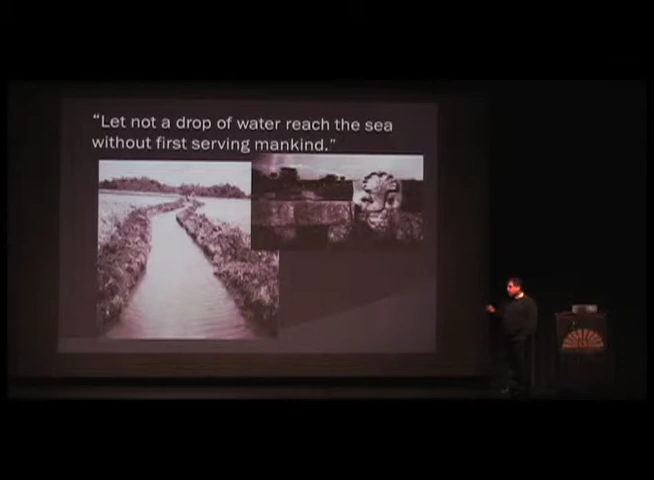 “Let not a drop of water reach the sea
without first serving mankind.”